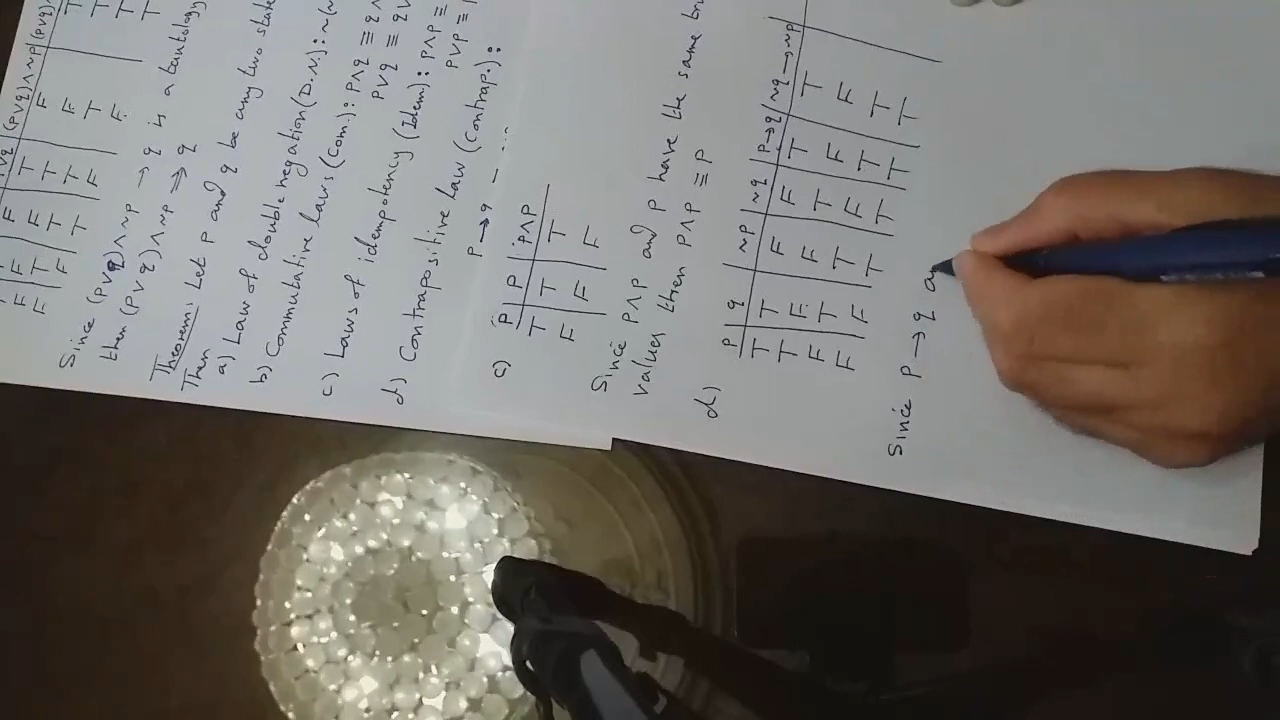 (p∨q)∧~p | (p∨q)∧
F F T F T
F T T T
F F T F
Since (p∨q)∧~p → q is a tautology
then (p∨q)∧~p ⇒ q
Theorem: Let p and q be any two state
Then
a) Law of double negation (D.N.): ~(~
b) Commutative laws (Com.): p∧q ≡ q∧
p∨q ≡ q∨
c) Laws of idempotency (Idem): p∧p ≡
p∨p ≡
d) Contrapositive Law (Contrap.):
p → q - ...
c) p | p | p∧p
T T T
F F F
Since p∧p and p have the same tru
values then p∧p ≡ p
d) p | q | ~p | ~q | p→q | ~q→~p
T T F F T T
T F F T F F
F T T F T T
F F T T T T
Since p → q a